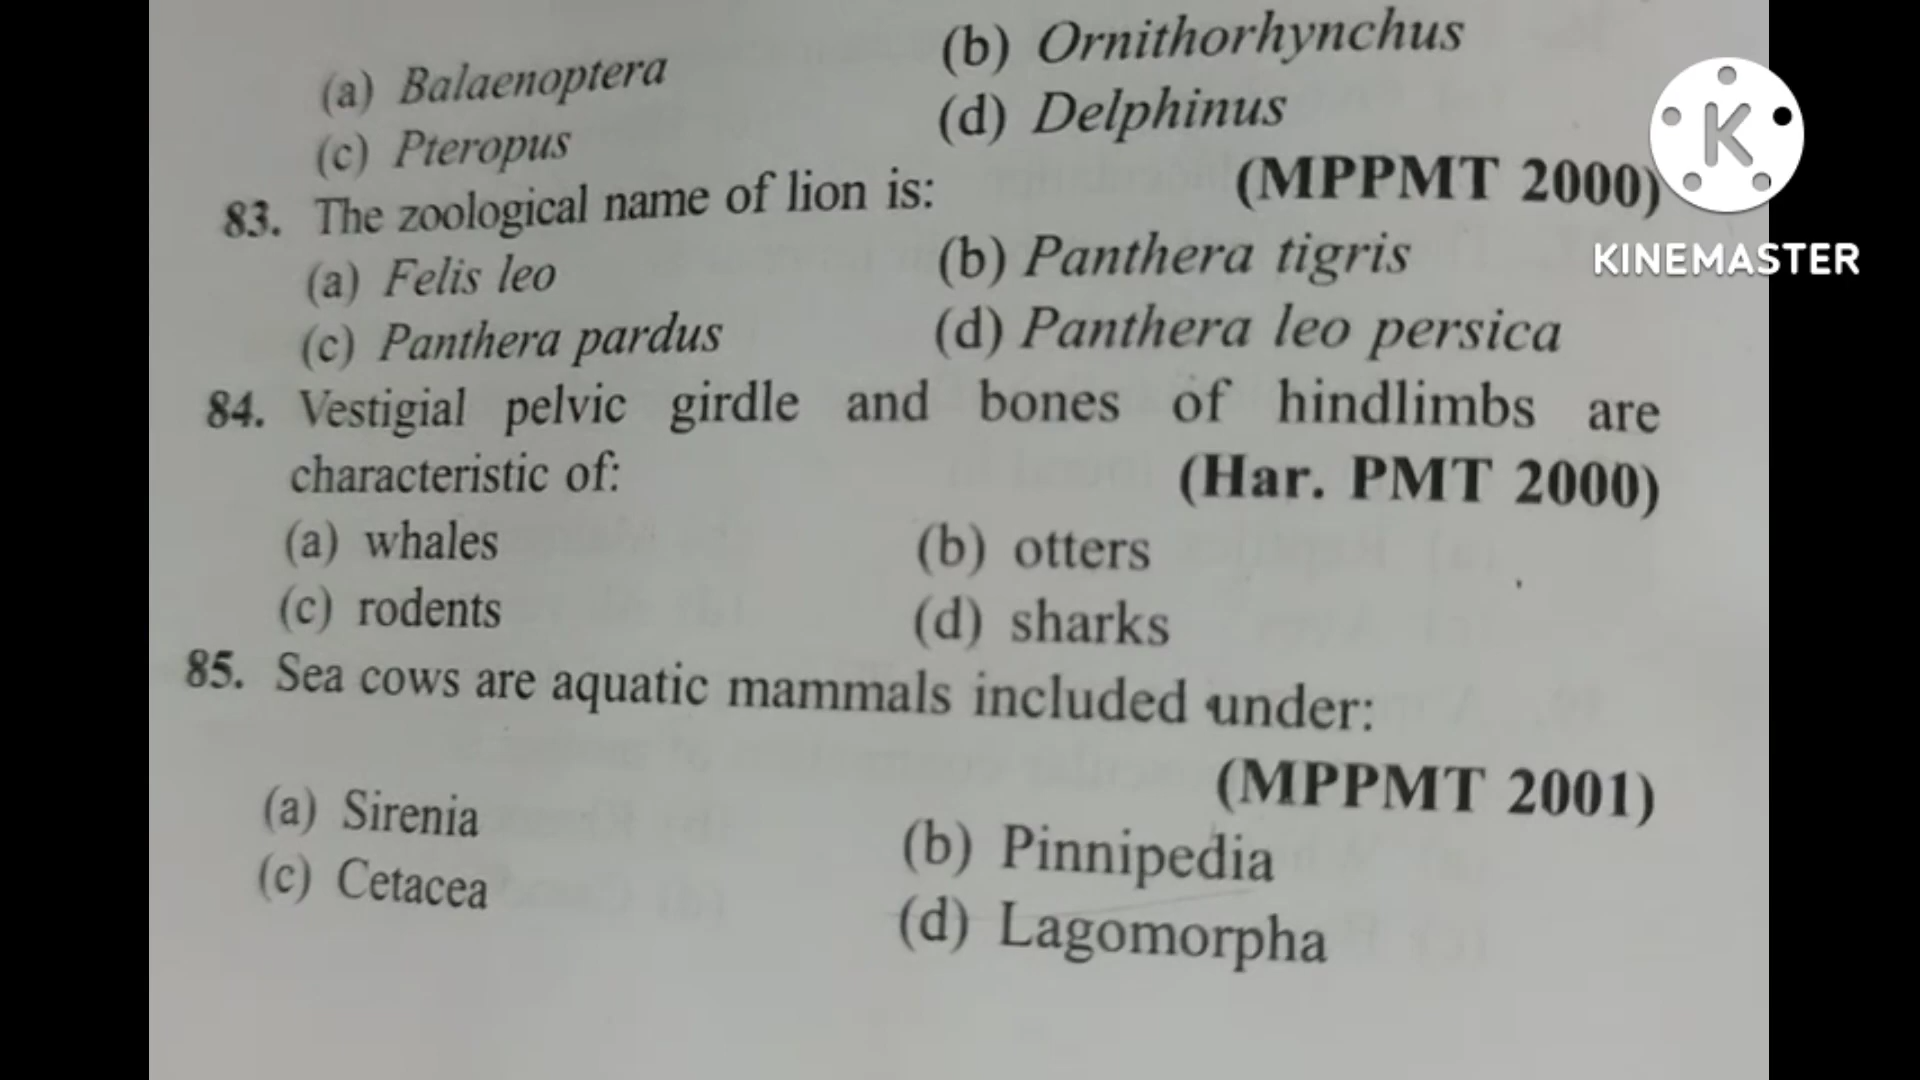 (a) Balaenoptera (b) Ornithorhynchus
(c) Pteropus (d) Delphinus
83. The zoological name of lion is: (MPPMT 2000)
(a) Felis leo (b) Panthera tigris
(c) Panthera pardus (d) Panthera leo persica
84. Vestigial pelvic girdle and bones of hindlimbs are
characteristic of: (Har. PMT 2000)
(a) whales (b) otters
(c) rodents (d) sharks
85. Sea cows are aquatic mammals included under:
(MPPMT 2001)
(a) Sirenia (b) Pinnipedia
(c) Cetacea (d) Lagomorpha
K
KINEMASTER